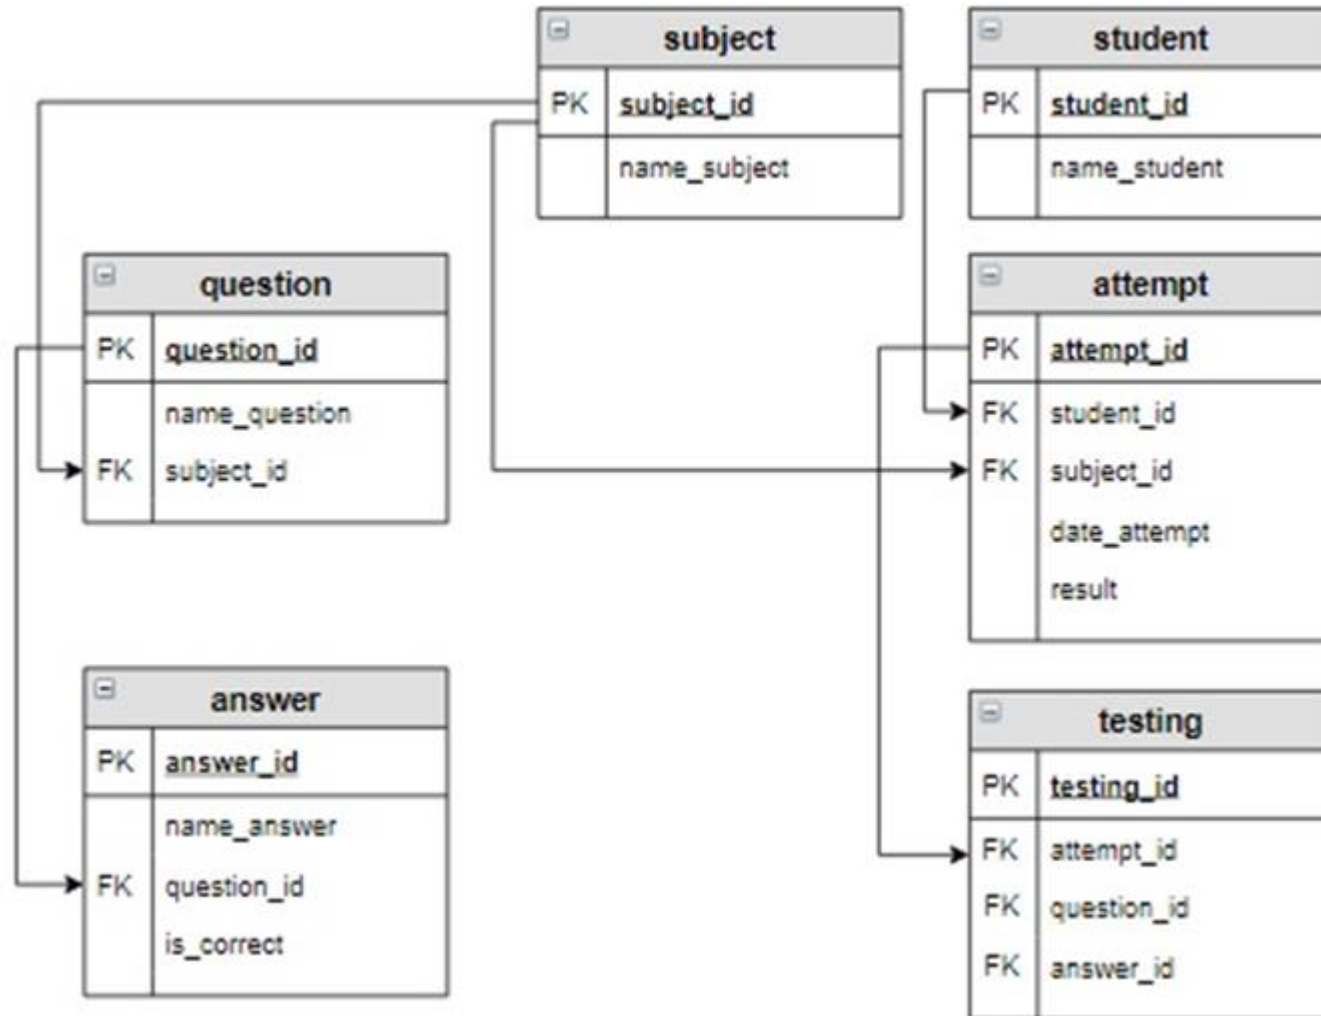 subject
PK subject_id
name_subject
student
PK student_id
name_student
question
PK question_id
name_question
FK subject_id
attempt
PK attempt_id
FK student_id
FK subject_id
date_attempt
result
answer
PK answer_id
name_answer
FK question_id
is_correct
testing
PK testing_id
FK attempt_id
FK question_id
FK answer_id